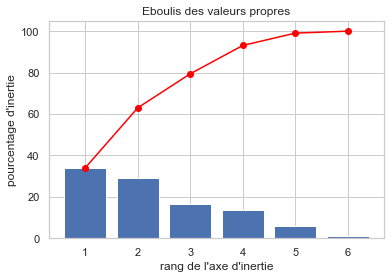 Eboulis des valeurs propres
100
80
60
40
20
0
pourcentage d'inertie
1 2 3 4 5 6
rang de l'axe d'inertie